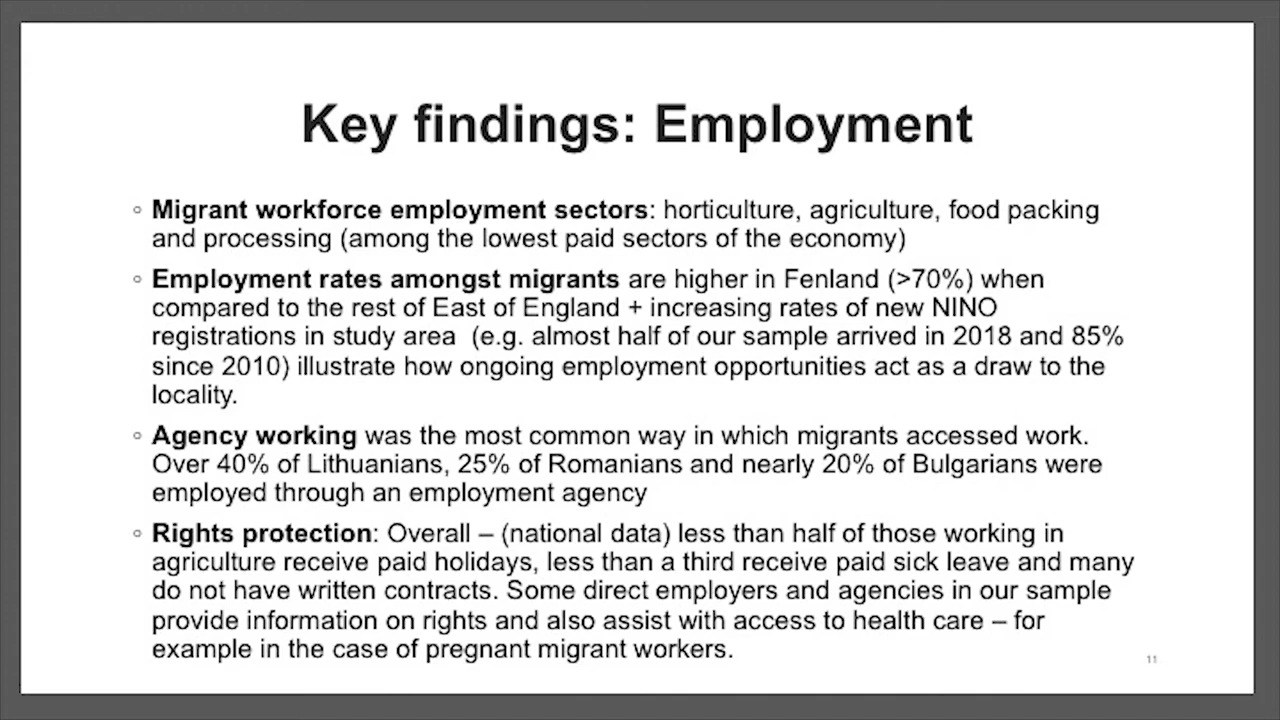 Key findings: Employment
◦ Migrant workforce employment sectors: horticulture, agriculture, food packing
and processing (among the lowest paid sectors of the economy)
◦ Employment rates amongst migrants are higher in Fenland (>70%) when
compared to the rest of East of England + increasing rates of new NINO
registrations in study area  (e.g. almost half of our sample arrived in 2018 and 85%
since 2010) illustrate how ongoing employment opportunities act as a draw to the
locality.
◦ Agency working was the most common way in which migrants accessed work.
Over 40% of Lithuanians, 25% of Romanians and nearly 20% of Bulgarians were
employed through an employment agency
◦ Rights protection: Overall – (national data) less than half of those working in
agriculture receive paid holidays, less than a third receive paid sick leave and many
do not have written contracts. Some direct employers and agencies in our sample
provide information on rights and also assist with access to health care – for
example in the case of pregnant migrant workers.
11